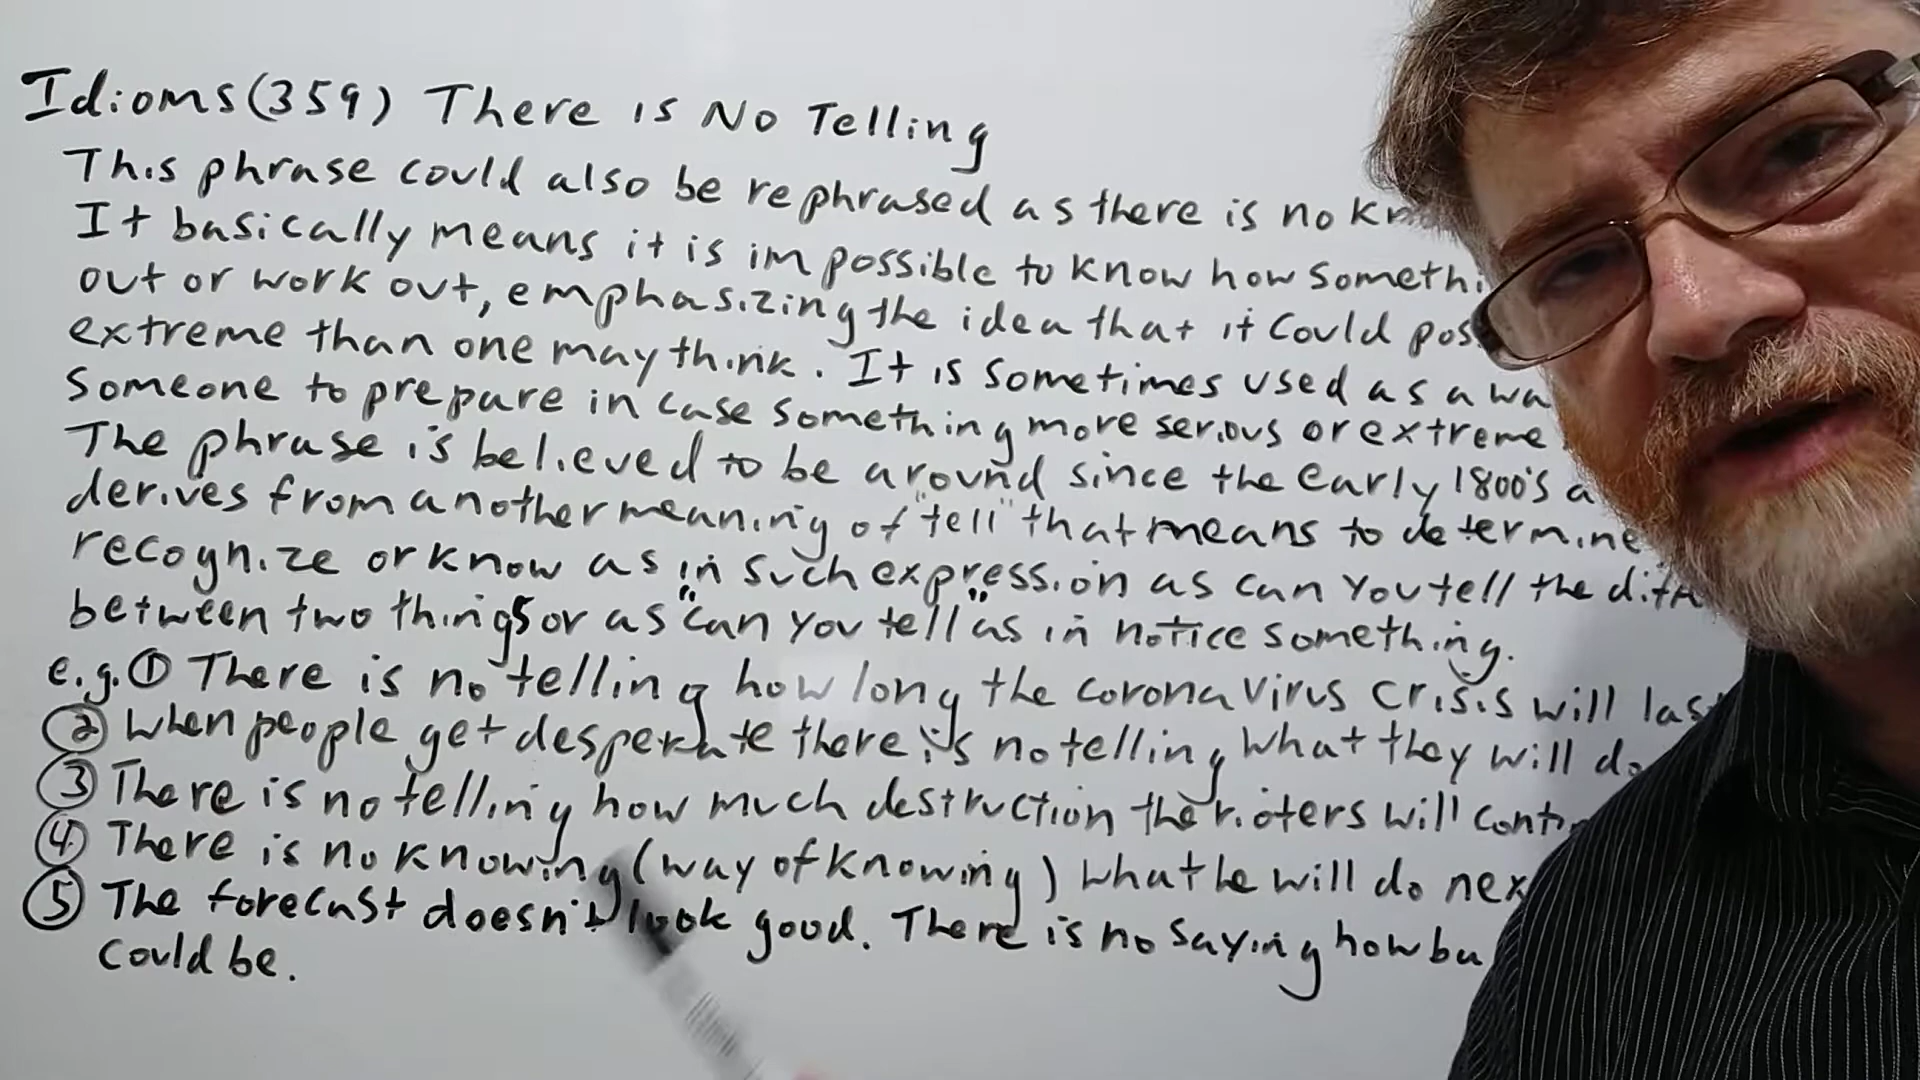 Idioms(359) There is No Telling
This phrase could also be rephrased as there is no
It basically means it is impossible to know how
out or work out, emphasizing the idea that it could
extreme than one may think. It is sometimes used as a
someone to prepare in case something more serious or extreme
The phrase is believed to be around since the early 1800's
derives from another meaning of "tell" that means to determine
recognize or know as in such expression as can you tell the
between two things or as "can you tell" as in notice something.
e.g. ① There is no telling how long the coronavirus crisis will
② When people get desperate there is no telling what they will do
③ There is no telling how much destruction the rioters will
④ There is no knowing (way of knowing) what he will do
⑤ The forecast doesn't look good. There is no saying how
could be.